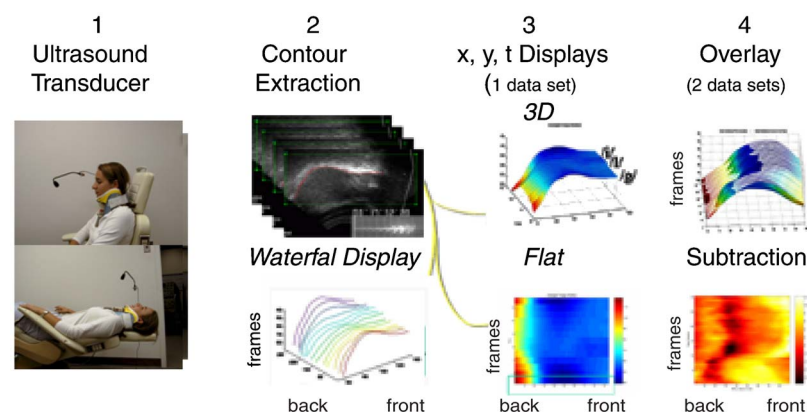 1
Ultrasound
Transducer
2
Contour
Extraction
Waterfal Display
frames
back front
3
x, y, t Displays
(1 data set)
3D
Flat
frames
back front
4
Overlay
(2 data sets)
frames
Subtraction
frames
back front